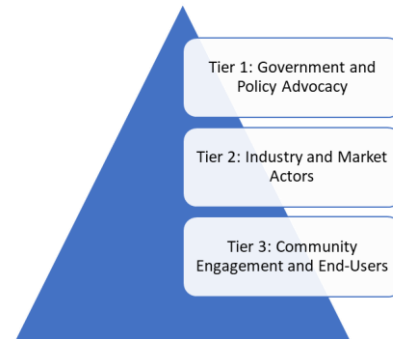 Tier 1: Government and
Policy Advocacy
Tier 2: Industry and Market
Actors
Tier 3: Community
Engagement and End-Users